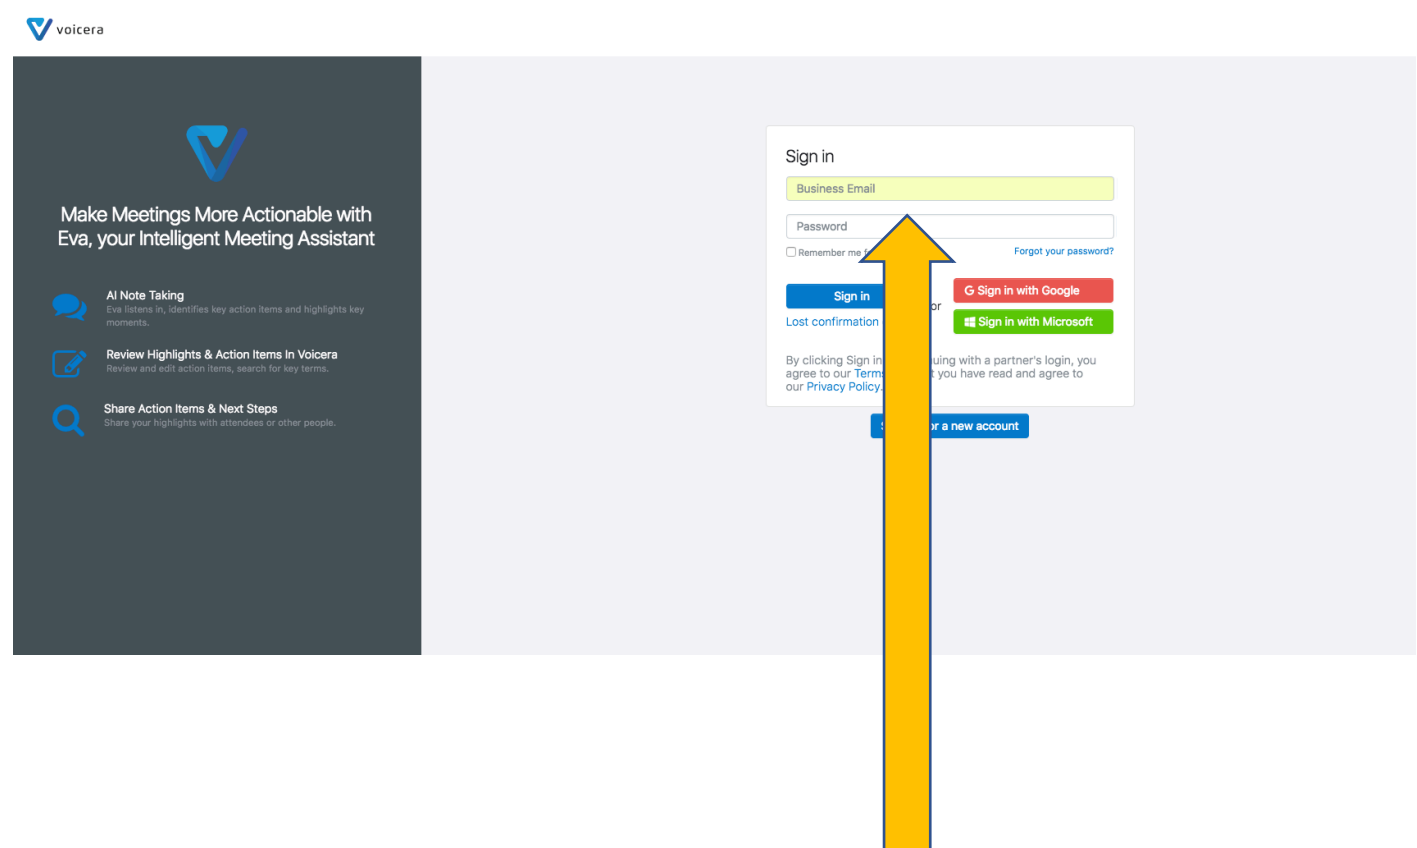 voicera
Make Meetings More Actionable with
Eva, your Intelligent Meeting Assistant
AI Note Taking
Eva listens in, identifies key action items and highlights key
moments.
Review Highlights & Action Items In Voicera
Review and edit action items, search for key terms.
Share Action Items & Next Steps
Share your highlights with attendees or other people.
Sign in
Business Email
Password
Remember me
Forgot your password?
Sign in
or
G Sign in with Google
Lost confirmation
Sign in with Microsoft
By clicking Sign in with a partner's login, you
agree to our you have read and agree to
our Privacy Policy.
a new account